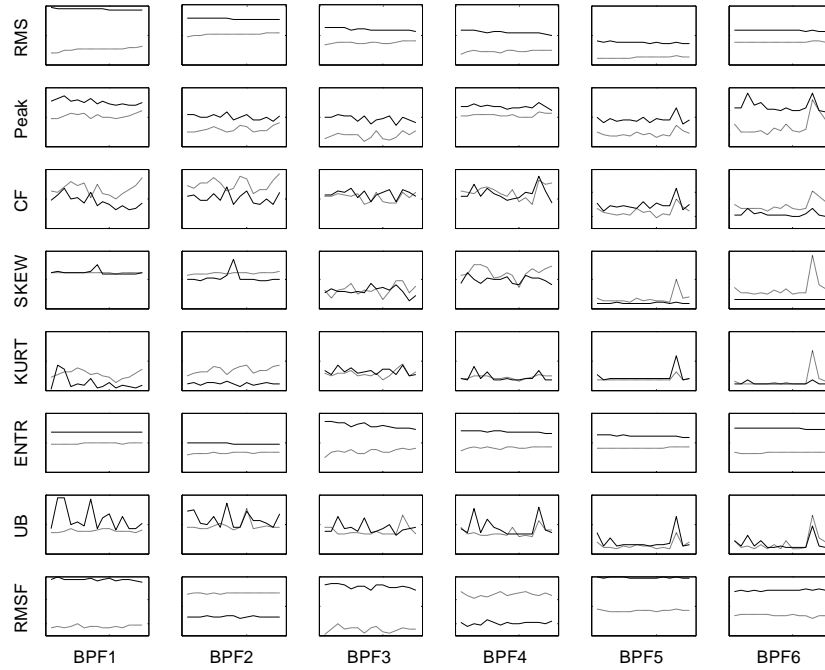 RMS
Peak
CF
SKEW
KURT
ENTR
UB
RMSF
BPF1 BPF2 BPF3 BPF4 BPF5 BPF6